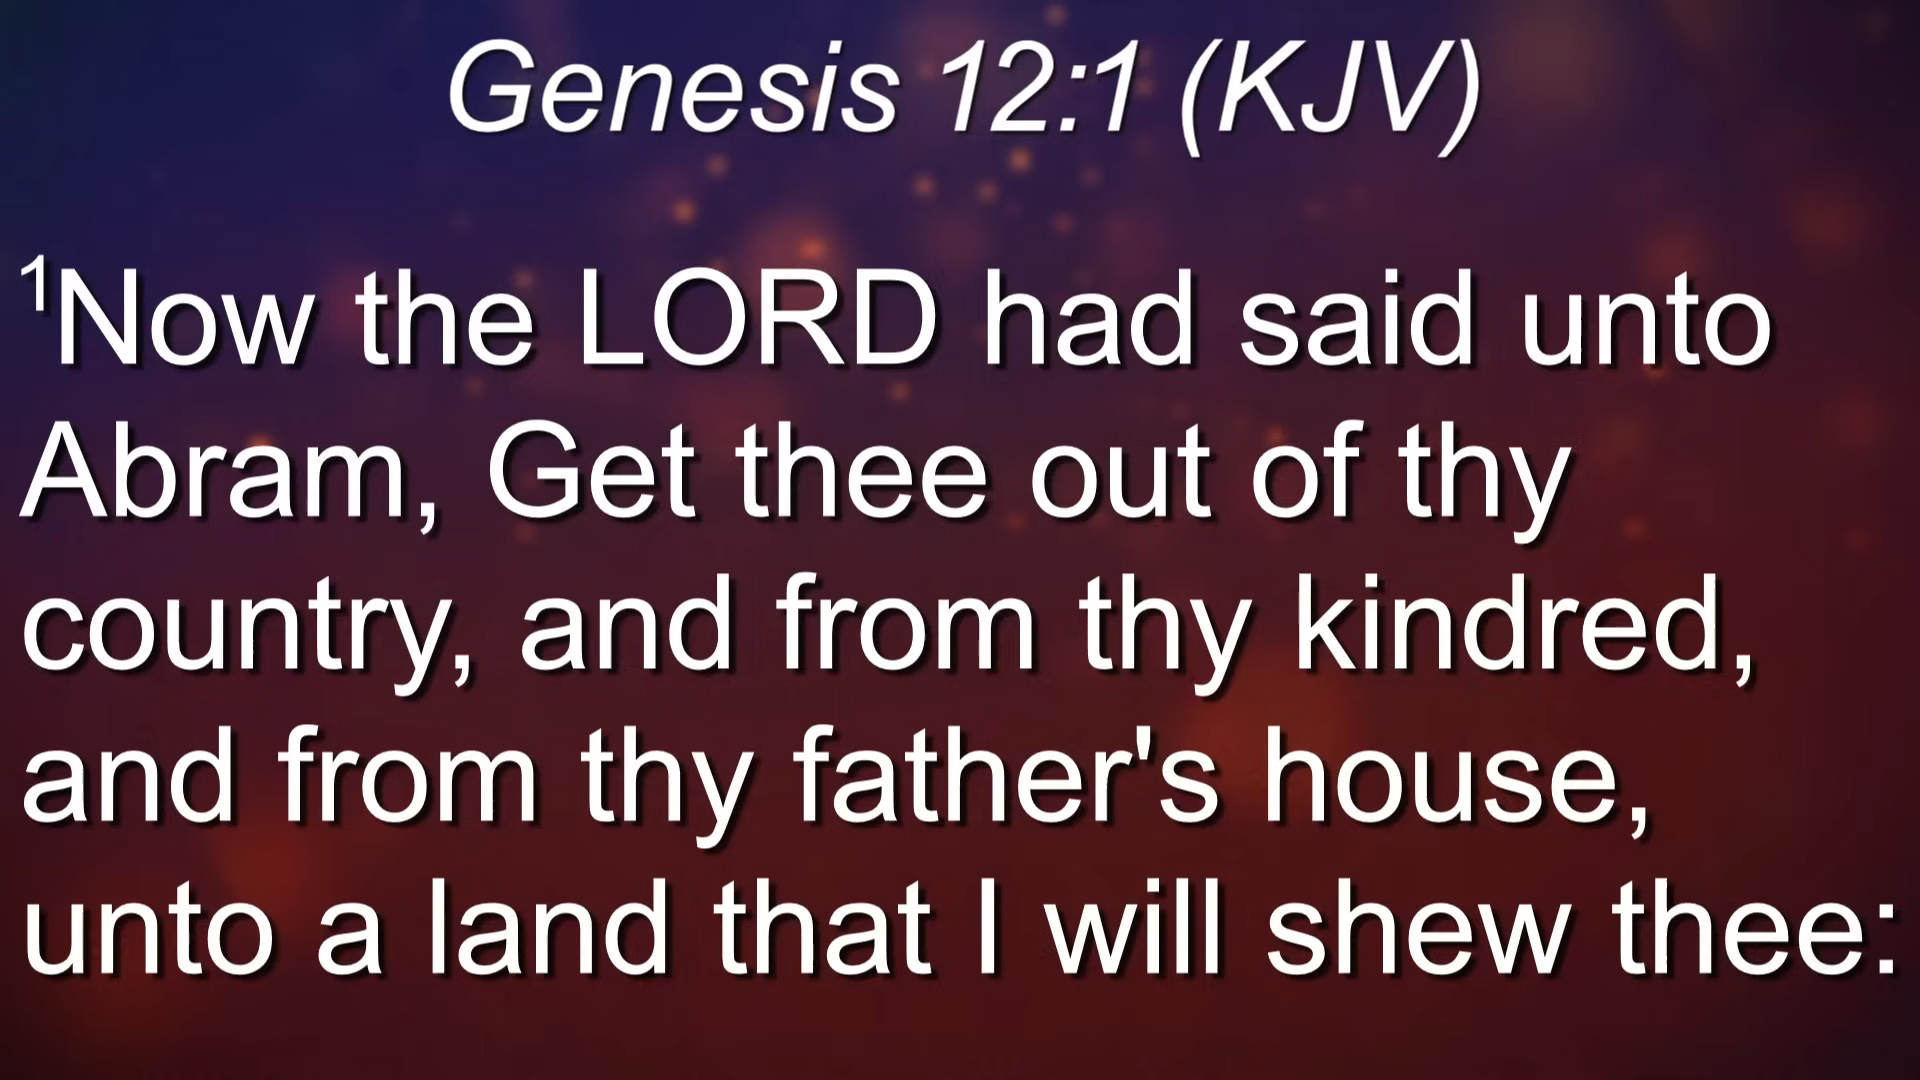 Genesis 12:1 (KJV)
1Now the LORD had said unto
Abram, Get thee out of thy
country, and from thy kindred,
and from thy father's house,
unto a land that I will shew thee: